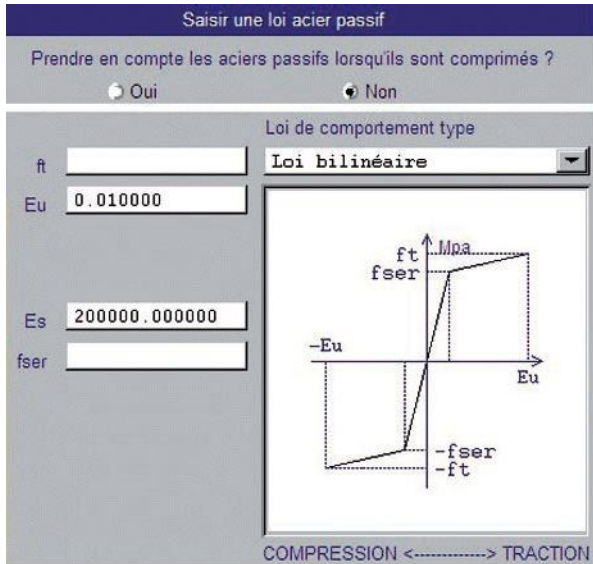 Saisir une loi acier passif
Prendre en compte les aciers passifs lorsqu'ils sont comprimés ?
Oui
Non
Loi de comportement type
ft
Loi bilinéaire
Eu
0.010000
Es
200000.000000
fser
ft
Mpa
fser
-Eu
Eu
-fser
-ft
COMPRESSION <------------> TRACTION